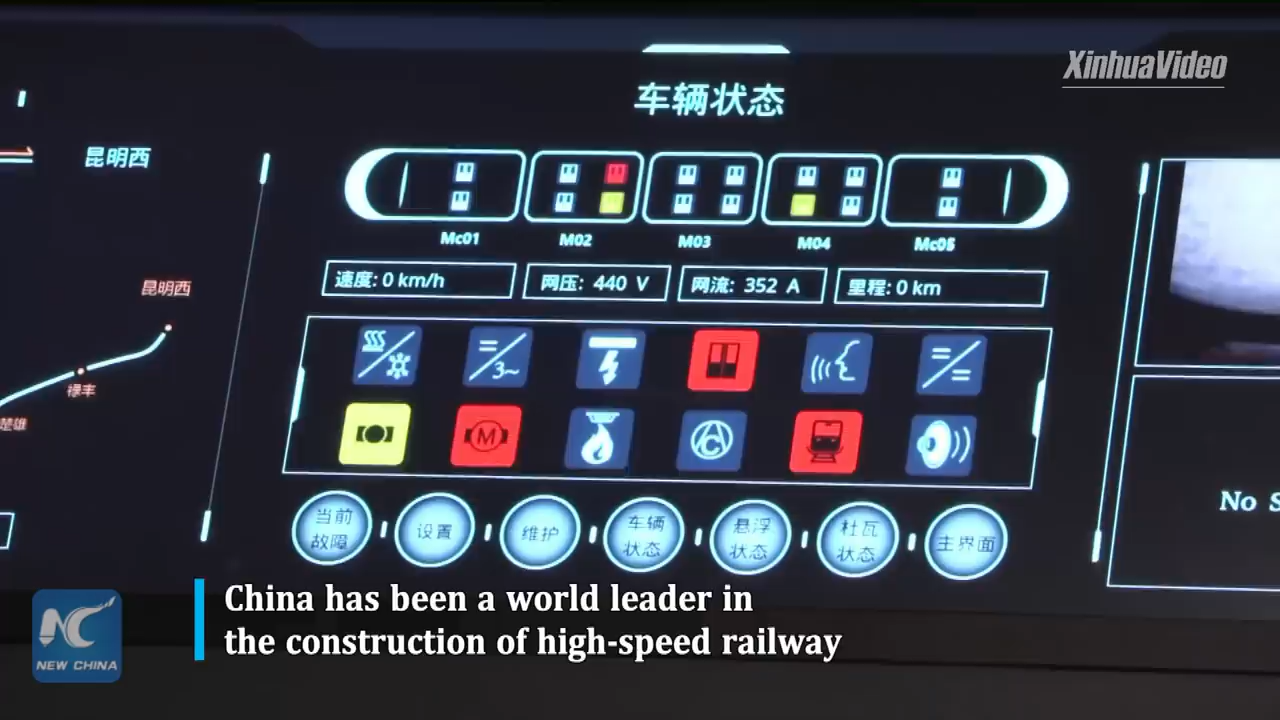 XinhuaVideo
车辆状态
昆明西
Mc01
M02
M03
M04
Mc05
速度: 0 km/h
网压: 440 V
网流: 352 A
里程: 0 km
昆明西
禄丰
楚雄
3~
M
AC
当前
故障
设置
维护
车辆
状态
悬浮
状态
杜瓦
状态
主界面
No S
China has been a world leader in
the construction of high-speed railway
NC
NEW CHINA